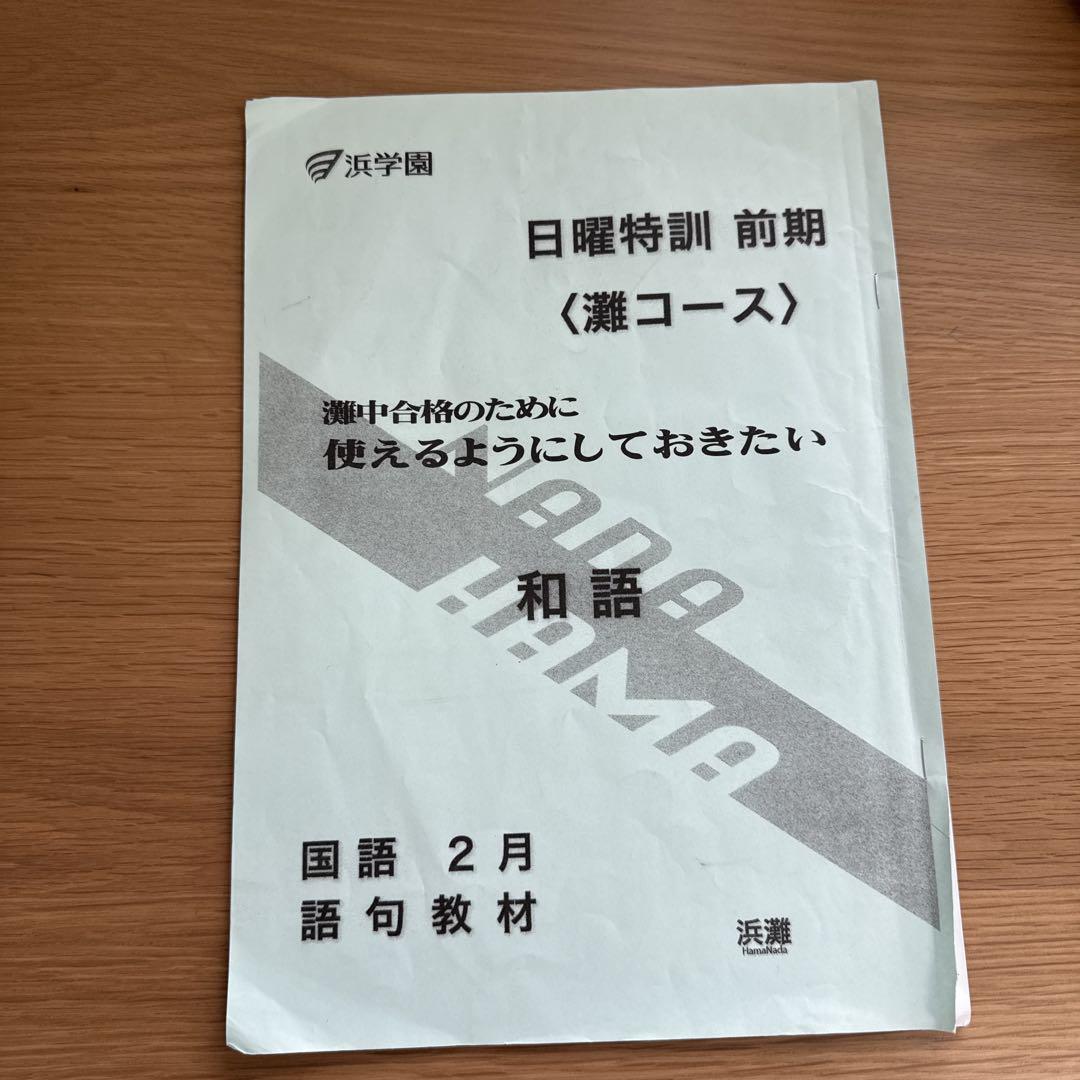 浜学園
日曜特訓 前期
〈灘コース〉
灘中合格のために
使えるようにしておきたい
NADA
HAMA
和語
国語 2月
語句教材
浜灘
HamaNada